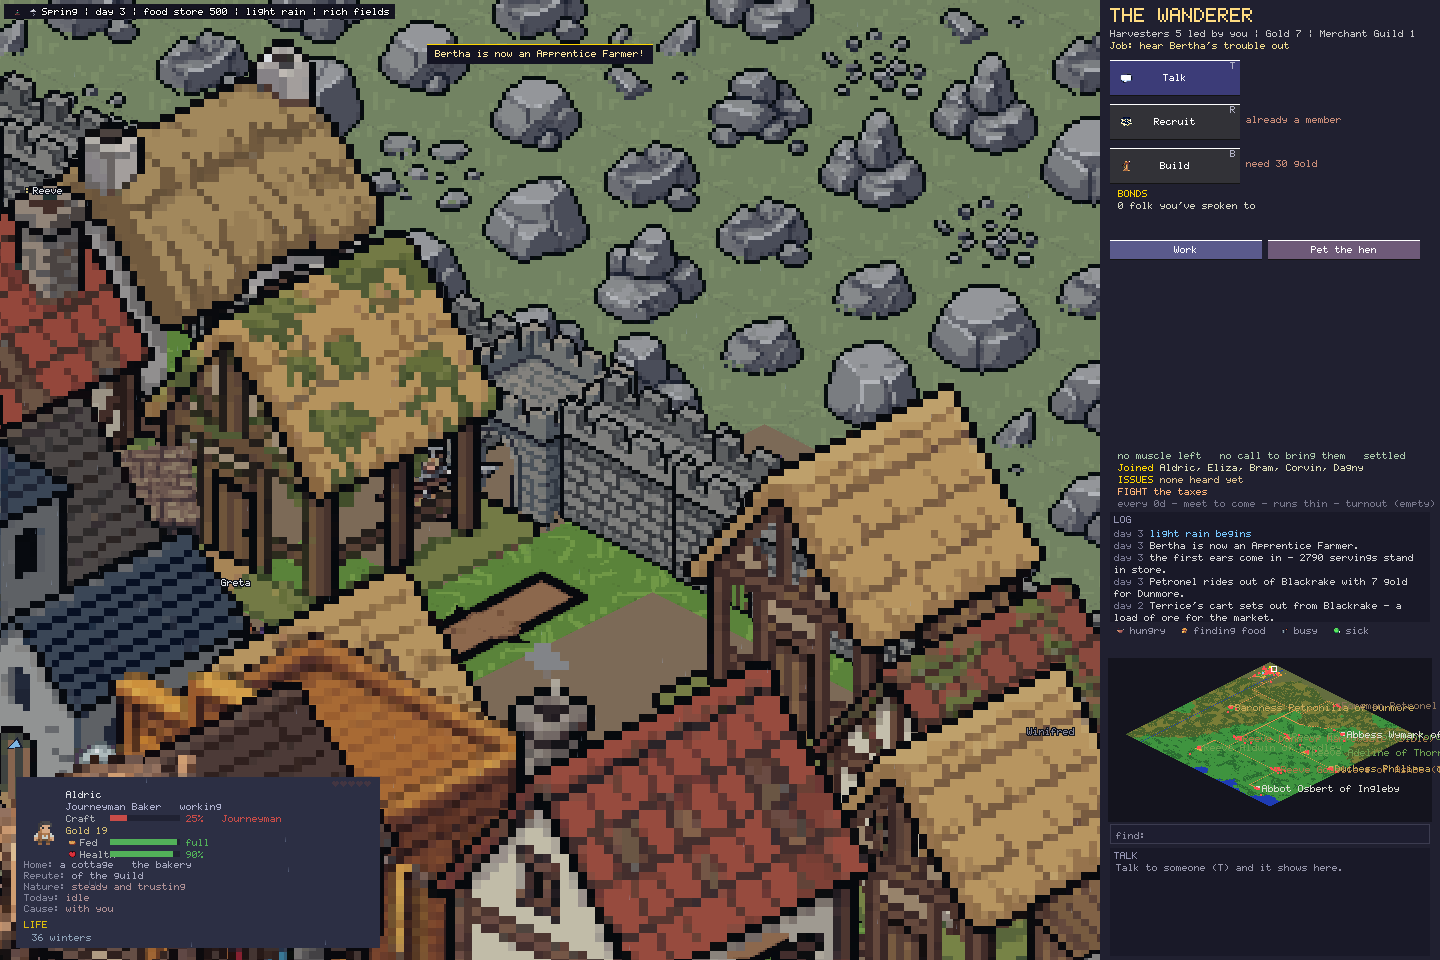 Spring ¦ day 3 ¦ food store 500 ¦ light rain ¦ rich fields
Bertha is now an Apprentice Farmer!
Reeve
Greta
Winifred
Aldric
Journeyman Baker working
Craft 25% Journeyman
Gold 19
Fed full
Healt 90%
Home: a cottage the bakery
Repute: of the guild
Nature: steady and trusting
Today: idle
Cause: with you
LIFE
36 winters
THE WANDERER
Harvesters 5 led by you ¦ Gold 7 ¦ Merchant Guild 1
Job: hear Bertha's trouble out
Talk T
Recruit R already a member
Build B need 30 gold
BONDS
0 folk you've spoken to
Work Pet the hen
no muscle left no call to bring them settled
Joined Aldric, Eliza, Bram, Corvin, Dagny
ISSUES none heard yet
FIGHT the taxes
every 0d - meet to come - runs thin - turnout (empty)
LOG
day 3 light rain begins
day 3 Bertha is now an Apprentice Farmer.
day 3 the first ears come in - 2790 servings stand
in store.
day 3 Petronel rides out of Blackrake with 7 gold
for Dunmore.
day 2 Terrice's cart sets out from Blackrake - a
load of ore for the market.
hungry finding food busy sick
Baroness Petronilla of Dunmore
Petronel
Abbess Wymark of
Adeline of Thor
Duchess Philippa
Abbot Osbert of Ingleby
find:
TALK
Talk to someone (T) and it shows here.